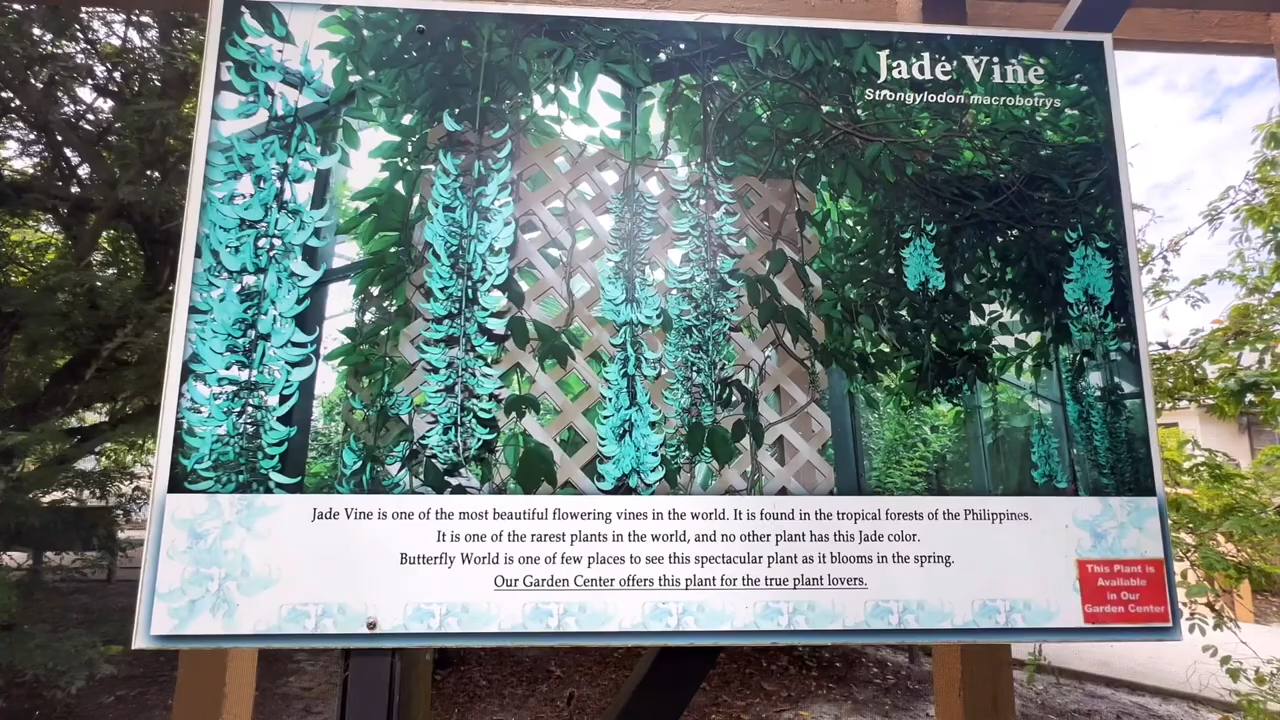 Jade Vine
Strongylodon macrobotrys
Jade Vine is one of the most beautiful flowering vines in the world. It is found in the tropical forests of the Philippines.
It is one of the rarest plants in the world, and no other plant has this Jade color.
Butterfly World is one of few places to see this spectacular plant as it blooms in the spring.
Our Garden Center offers this plant for the true plant lovers.
This Plant is
Available
in Our
Garden Center